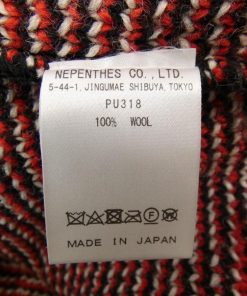 NEPENTHES CO., LTD.
5-44-1, JINGUMAE SHIBUYA, TOKYO
PU318
100% WOOL
MADE IN JAPAN